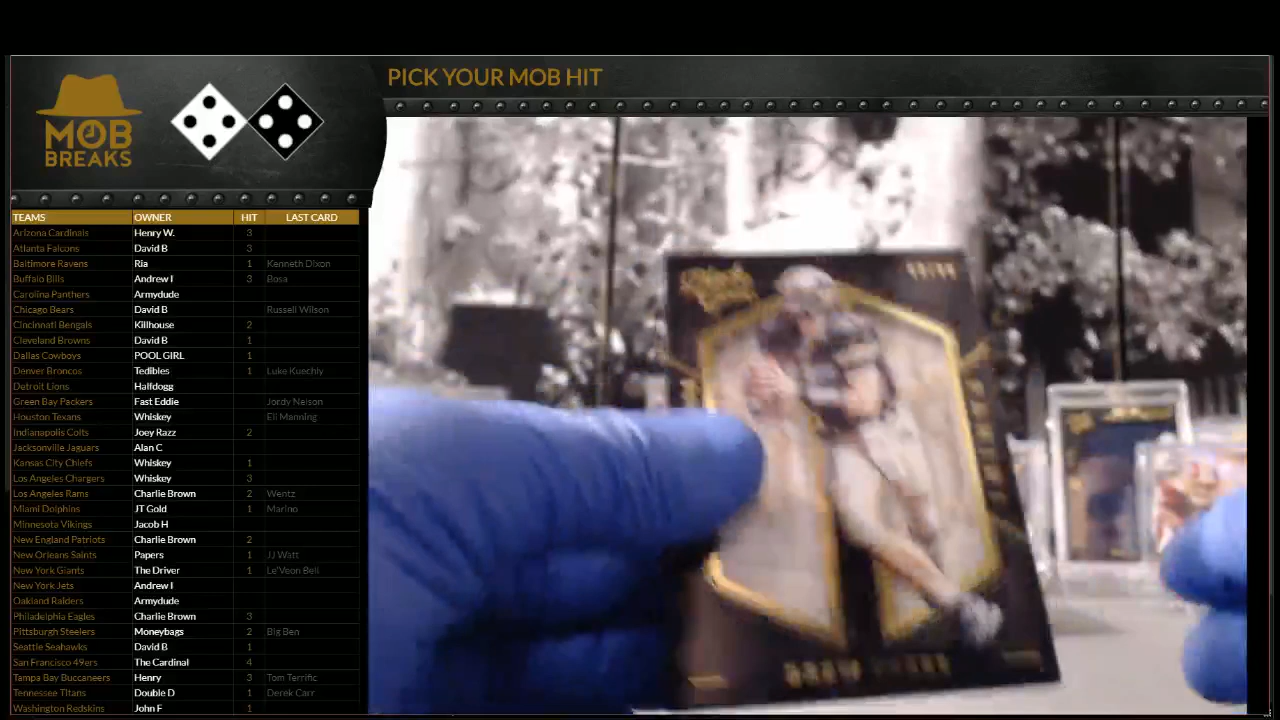 MOB
BREAKS
PICK YOUR MOB HIT
TEAMS OWNER HIT LAST CARD
Arizona Cardinals Henry W. 3
Atlanta Falcons David B 3
Baltimore Ravens Ria 1 Kenneth Dixon
Buffalo Bills Andrew I 3 Bosa
Carolina Panthers Armydude
Chicago Bears David B Russell Wilson
Cincinnati Bengals Killhouse 2
Cleveland Browns David B 1
Dallas Cowboys POOL GIRL 1
Denver Broncos Tedibles 1 Luke Kuechly
Detroit Lions Halfdogg
Green Bay Packers Fast Eddie Jordy Nelson
Houston Texans Whiskey Eli Manning
Indianapolis Colts Joey Razz 2
Jacksonville Jaguars Alan C
Kansas City Chiefs Whiskey 1
Los Angeles Chargers Whiskey 3
Los Angeles Rams Charlie Brown 2 Wentz
Miami Dolphins JT Gold 1 Marino
Minnesota Vikings Jacob H
New England Patriots Charlie Brown 2
New Orleans Saints Papers 1 JJ Watt
New York Giants The Driver 1 Le'Veon Bell
New York Jets Andrew I
Oakland Raiders Armydude
Philadelphia Eagles Charlie Brown 3
Pittsburgh Steelers Moneybags 2 Big Ben
Seattle Seahawks David B 1
San Francisco 49ers The Cardinal 4
Tampa Bay Buccaneers Henry 3 Tom Terrific
Tennessee Titans Double D 1 Derek Carr
Washington Redskins John F 1
DREW